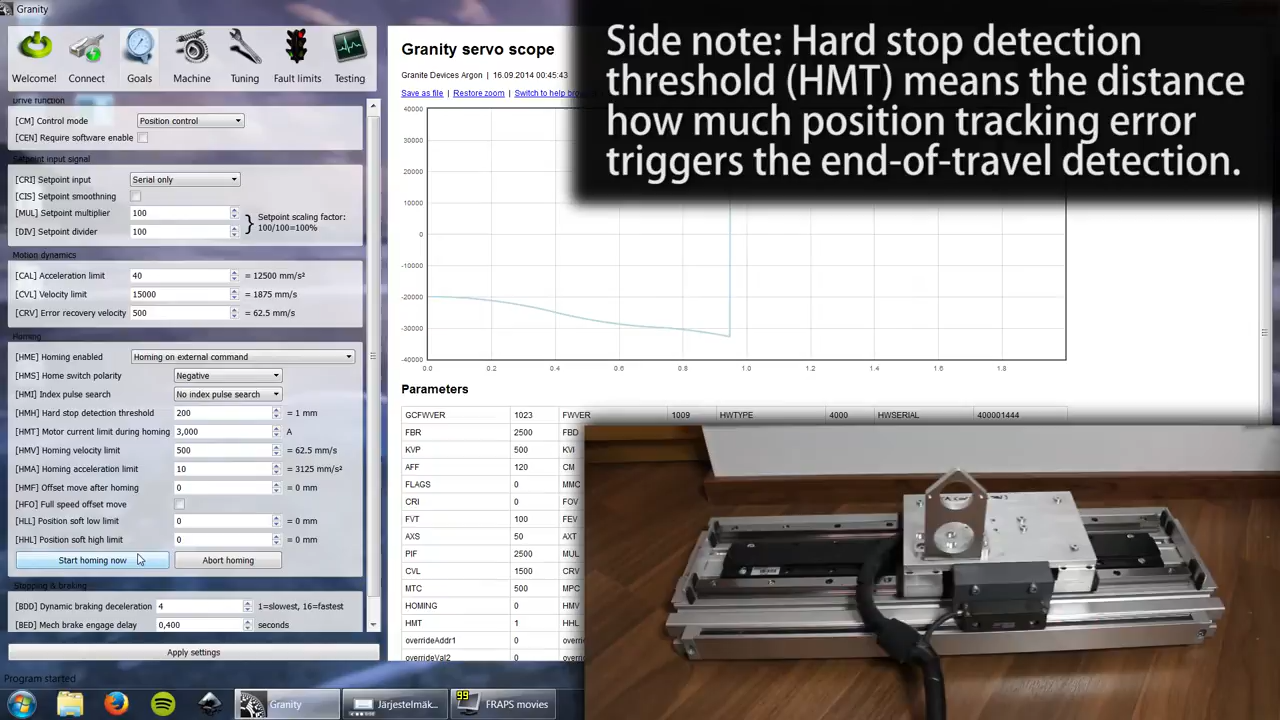 Granity
Welcome!
Connect
Goals
Machine
Tuning
Fault limits
Testing
Drive function
[CM] Control mode
Position control
[CEN] Require software enable
Setpoint input signal
[CRI] Setpoint input
Serial only
[CIS] Setpoint smoothing
[MUL] Setpoint multiplier
100
[DIV] Setpoint divider
100
}
Setpoint scaling factor:
100/100=100%
Motion dynamics
[CAL] Acceleration limit
40
= 12500 mm/s²
[CVL] Velocity limit
15000
= 1875 mm/s
[CRV] Error recovery velocity
500
= 62.5 mm/s
Homing
[HME] Homing enabled
Homing on external command
[HMS] Home switch polarity
Negative
[HMI] Index pulse search
No index pulse search
[HMH] Hard stop detection threshold
200
= 1 mm
[HMT] Motor current limit during homing
3,000
A
[HMV] Homing velocity limit
500
= 62.5 mm/s
[HMA] Homing acceleration limit
10
= 3125 mm/s²
[HMF] Offset move after homing
0
= 0 mm
[HFO] Full speed offset move
[HLL] Position soft low limit
0
= 0 mm
[HHL] Position soft high limit
0
= 0 mm
Start homing now
Abort homing
Stopping & braking
[BDD] Dynamic braking deceleration
4
1=slowest, 16=fastest
[BED] Mech brake engage delay
0,400
seconds
Apply settings
Program started
Granity servo scope
Granite Devices Argon | 16.09.2014 00:45:43
Save as file | Restore zoom | Switch to help bro
Side note: Hard stop detection
threshold (HMT) means the distance
how much position tracking error
triggers the end-of-travel detection.
40000
30000
20000
10000
0
-10000
-20000
-30000
-40000
0.0
0.2
0.4
0.6
0.8
1.0
1.2
1.4
1.6
1.8
Parameters
GCFWVER 1023 FWVER 1009 HWTYPE 4000 HWSERIAL 400001444
FBR 2500 FBD
KVP 500 KVI
AFF 120 CM
FLAGS 0 MMC
CRI 0 FOV
FVT 100 FEV
AXS 50 AXT
PIF 2500 MUL
CVL 1500 CRV
MTC 500 MPC
HOMING 0 HMV
HMT 1 HHL
overrideAddr1 0
overrideVal2 0
Granity
Järjestelmäk...
99
FRAPS movies